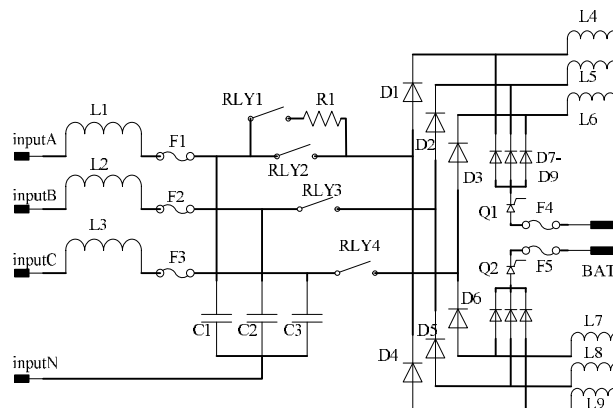 L4
D1
L5
RLY1
R1
L1
D2
L6
inputA
F1
RLY2
D3
D7-
D9
L2
RLY3
inputB
F2
Q1
F4
L3
RLY4
inputC
F3
Q2
F5
BAT
D6
C1
C2
C3
D5
L7
inputN
D4
L8
L9